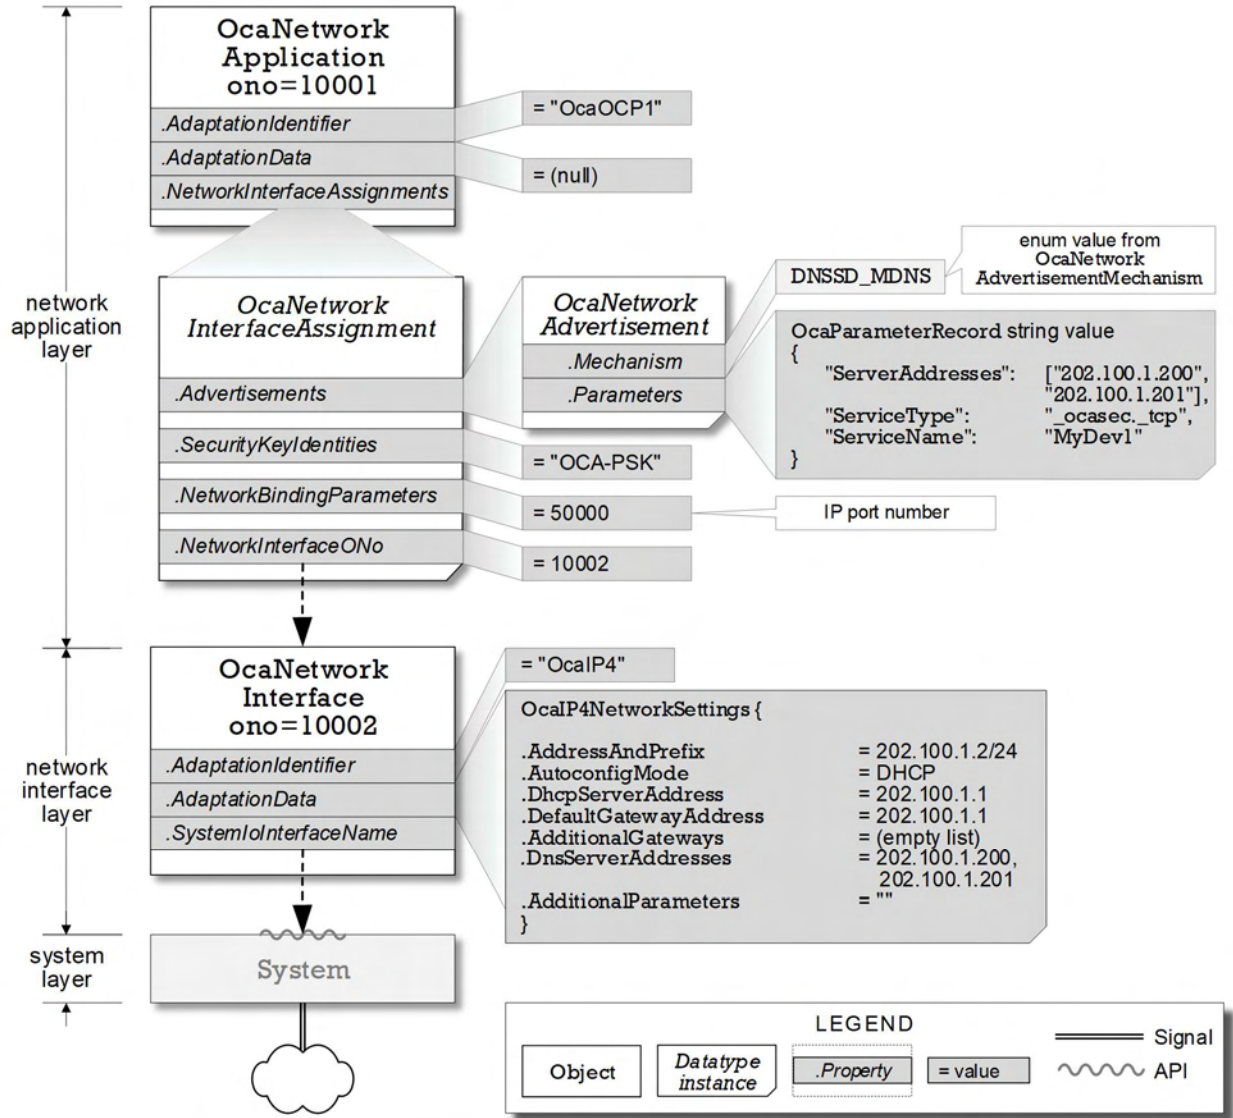 OcaNetwork
Application
ono=10001
.AdaptationIdentifier
= "OcaOCP1"
.AdaptationData
= (null)
.NetworkInterfaceAssignments
network
application
layer
OcaNetwork
InterfaceAssignment
.Advertisements
.SecurityKeyIdentities
= "OCA-PSK"
.NetworkBindingParameters
= 50000
IP port number
.NetworkInterfaceONo
= 10002
OcaNetwork
Advertisement
.Mechanism
.Parameters
DNSSD_MDNS
enum value from
OcaNetwork
AdvertisementMechanism
OcaParameterRecord string value
{
"ServerAddresses": ["202.100.1.200",
"202.100.1.201"],
"ServiceType": "_ocasec._tcp",
"ServiceName": "MyDev1"
}
network
interface
layer
OcaNetwork
Interface
ono=10002
.AdaptationIdentifier
= "OcaIP4"
.AdaptationData
.SystemIoInterfaceName
OcaIP4NetworkSettings {
.AddressAndPrefix = 202.100.1.2/24
.AutoconfigMode = DHCP
.DhcpServerAddress = 202.100.1.1
.DefaultGatewayAddress = 202.100.1.1
.AdditionalGateways = (empty list)
.DnsServerAddresses = 202.100.1.200,
202.100.1.201
.AdditionalParameters = ""
}
system
layer
System
LEGEND
Object
Datatype
instance
.Property
= value
Signal
API